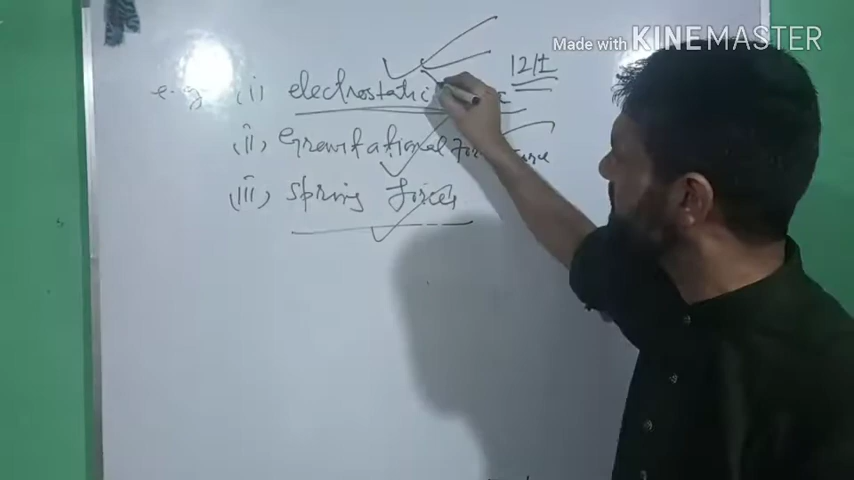 Made with KINEMASTER
12th
e.g (i) electrostatic
(ii) Gravitational
(iii) Spring forces